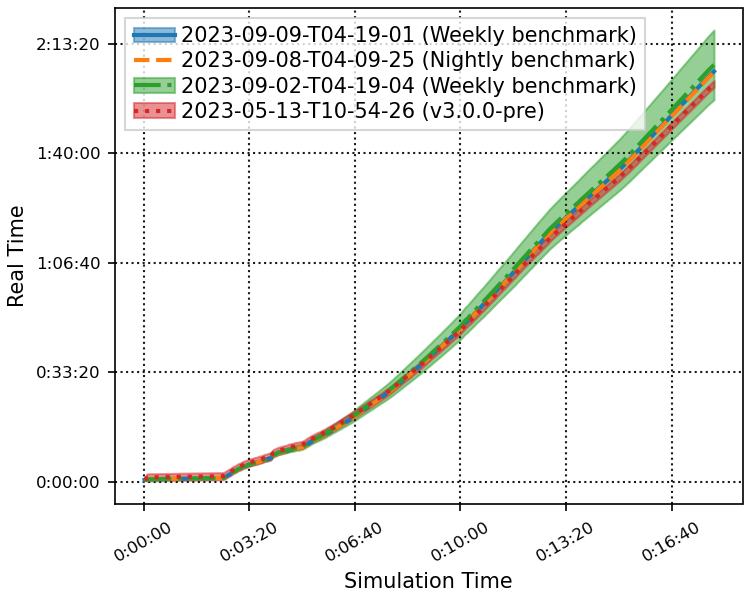 2023-09-09-T04-19-01 (Weekly benchmark)
2023-09-08-T04-09-25 (Nightly benchmark)
2023-09-02-T04-19-04 (Weekly benchmark)
2023-05-13-T10-54-26 (v3.0.0-pre)
2:13:20
1:40:00
1:06:40
0:33:20
0:00:00
Real Time
0:00:00
0:03:20
0:06:40
0:10:00
0:13:20
0:16:40
Simulation Time